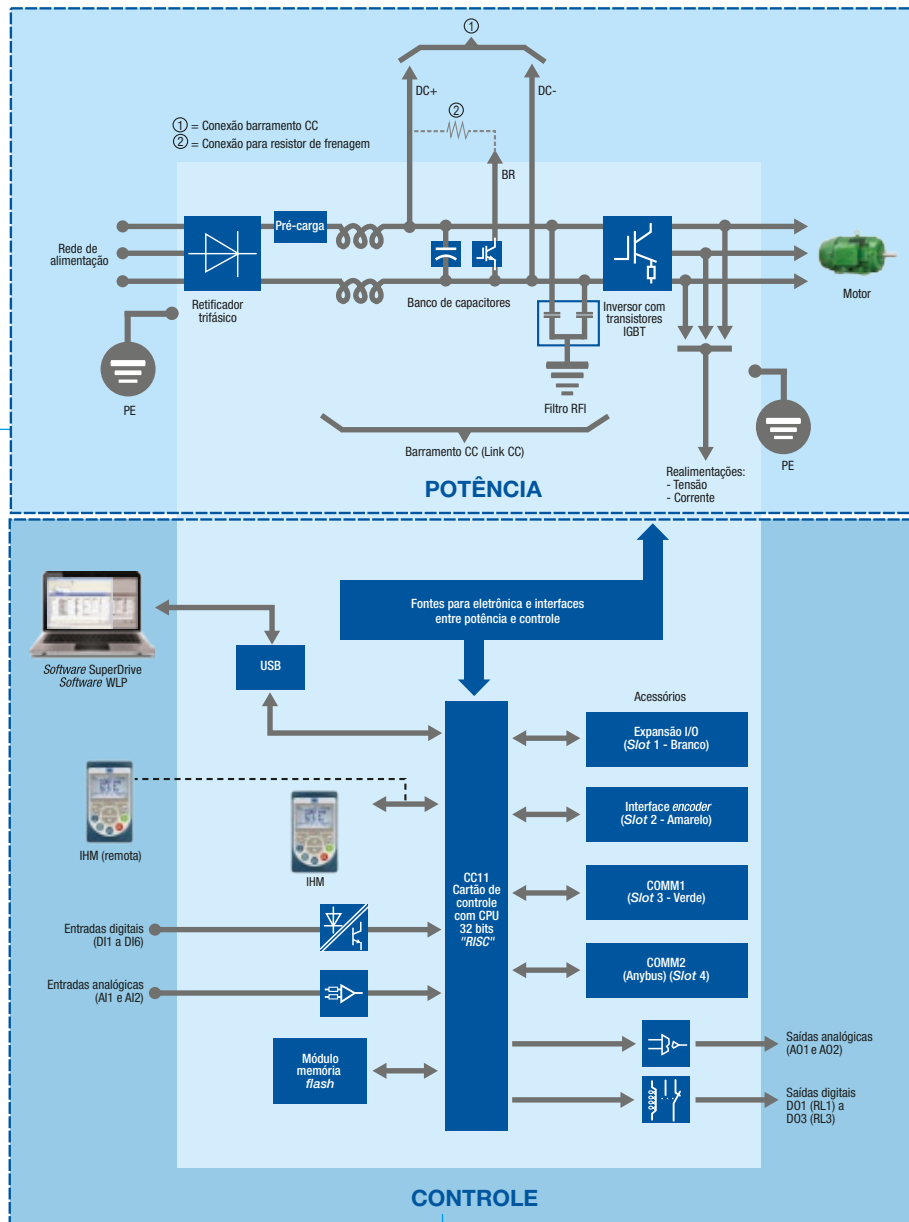 ①
DC+
DC-
②
① = Conexão barramento CC
② = Conexão para resistor de frenagem
BR
Pré-carga
Rede de
alimentação
Retificador
trifásico
Banco de capacitores
Inversor com
transistores
IGBT
Motor
PE
Filtro RFI
PE
Barramento CC (Link CC)
Realimentações:
- Tensão
- Corrente
POTÊNCIA
Fontes para eletrônica e interfaces
entre potência e controle
Software SuperDrive
Software WLP
USB
Acessórios
Expansão I/O
(Slot 1 - Branco)
Interface encoder
(Slot 2 - Amarelo)
IHM (remota)
IHM
CC11
Cartão de
controle
com CPU
32 bits
"RISC"
COMM1
(Slot 3 - Verde)
Entradas digitais
(DI1 a DI6)
COMM2
(Anybus) (Slot 4)
Entradas analógicas
(AI1 e AI2)
Módulo
memória
flash
Saídas analógicas
(AO1 e AO2)
Saídas digitais
DO1 (RL1) a
DO3 (RL3)
CONTROLE